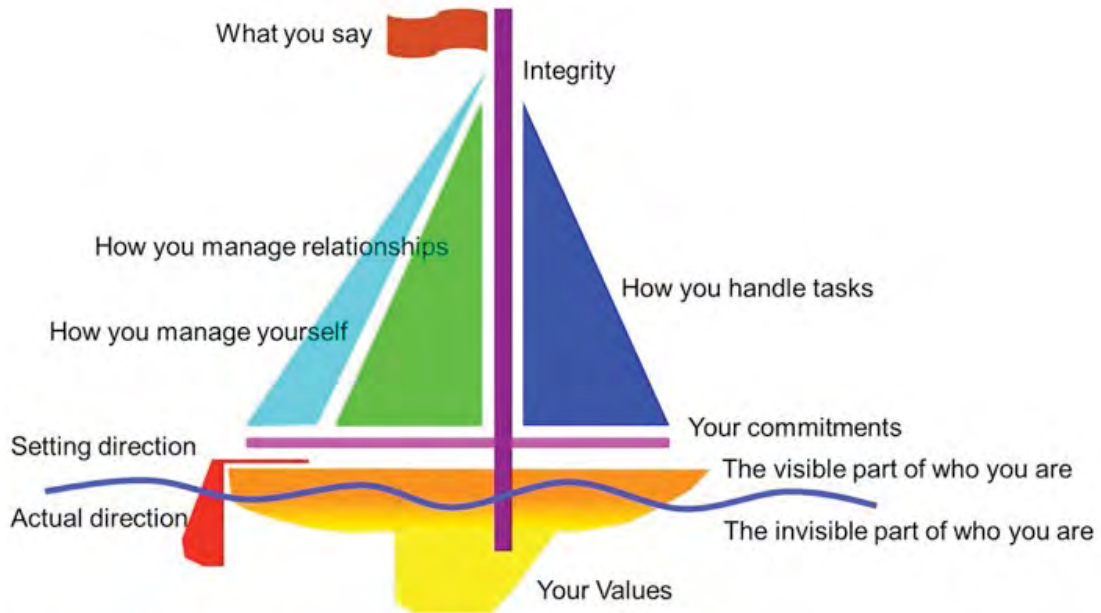 What you say
Integrity
How you manage relationships
How you handle tasks
How you manage yourself
Your commitments
Setting direction
The visible part of who you are
Actual direction
The invisible part of who you are
Your Values